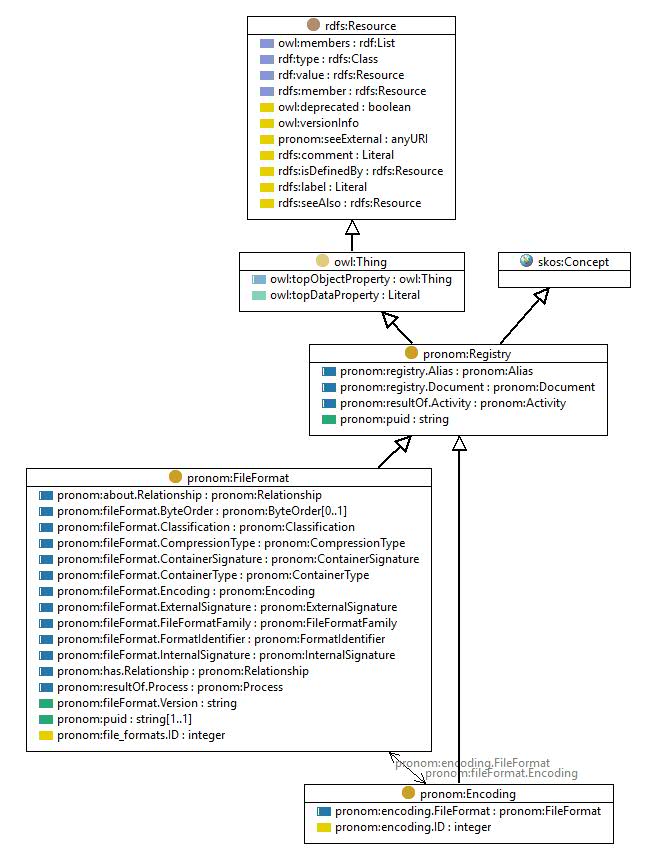 rdfs:Resource
owl:members : rdf:List
rdf:type : rdfs:Class
rdf:value : rdfs:Resource
rdfs:member : rdfs:Resource
owl:deprecated : boolean
owl:versionInfo
pronom:seeExternal : anyURI
rdfs:comment : Literal
rdfs:isDefinedBy : rdfs:Resource
rdfs:label : Literal
rdfs:seeAlso : rdfs:Resource
owl:Thing
owl:topObjectProperty : owl:Thing
owl:topDataProperty : Literal
skos:Concept
pronom:Registry
pronom:registry.Alias : pronom:Alias
pronom:registry.Document : pronom:Document
pronom:resultOf.Activity : pronom:Activity
pronom:puid : string
pronom:FileFormat
pronom:about.Relationship : pronom:Relationship
pronom:fileFormat.ByteOrder : pronom:ByteOrder[0..1]
pronom:fileFormat.Classification : pronom:Classification
pronom:fileFormat.CompressionType : pronom:CompressionType
pronom:fileFormat.ContainerSignature : pronom:ContainerSignature
pronom:fileFormat.ContainerType : pronom:ContainerType
pronom:fileFormat.Encoding : pronom:Encoding
pronom:fileFormat.ExternalSignature : pronom:ExternalSignature
pronom:fileFormat.FileFormatFamily : pronom:FileFormatFamily
pronom:fileFormat.FormatIdentifier : pronom:FormatIdentifier
pronom:fileFormat.InternalSignature : pronom:InternalSignature
pronom:has.Relationship : pronom:Relationship
pronom:resultOf.Process : pronom:Process
pronom:fileFormat.Version : string
pronom:puid : string[1..1]
pronom:file_formats.ID : integer
pronom:encoding.FileFormat
pronom:fileFormat.Encoding
pronom:Encoding
pronom:encoding.FileFormat : pronom:FileFormat
pronom:encoding.ID : integer